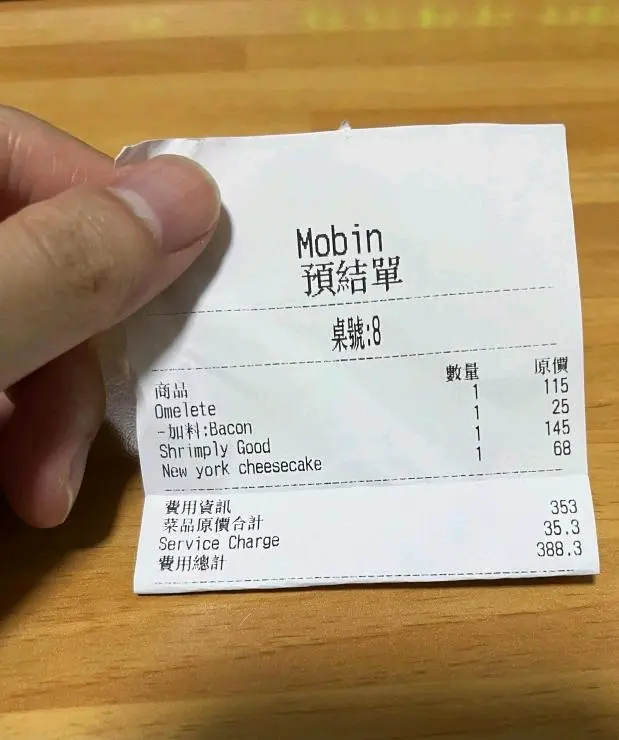 Mobin
預結單
桌號:8
商品 數量 原價
Omelete 1 115
-加料:Bacon 1 25
Shrimply Good 1 145
New york cheesecake 1 68
費用資訊
菜品原價合計 353
Service Charge 35.3
費用總計 388.3